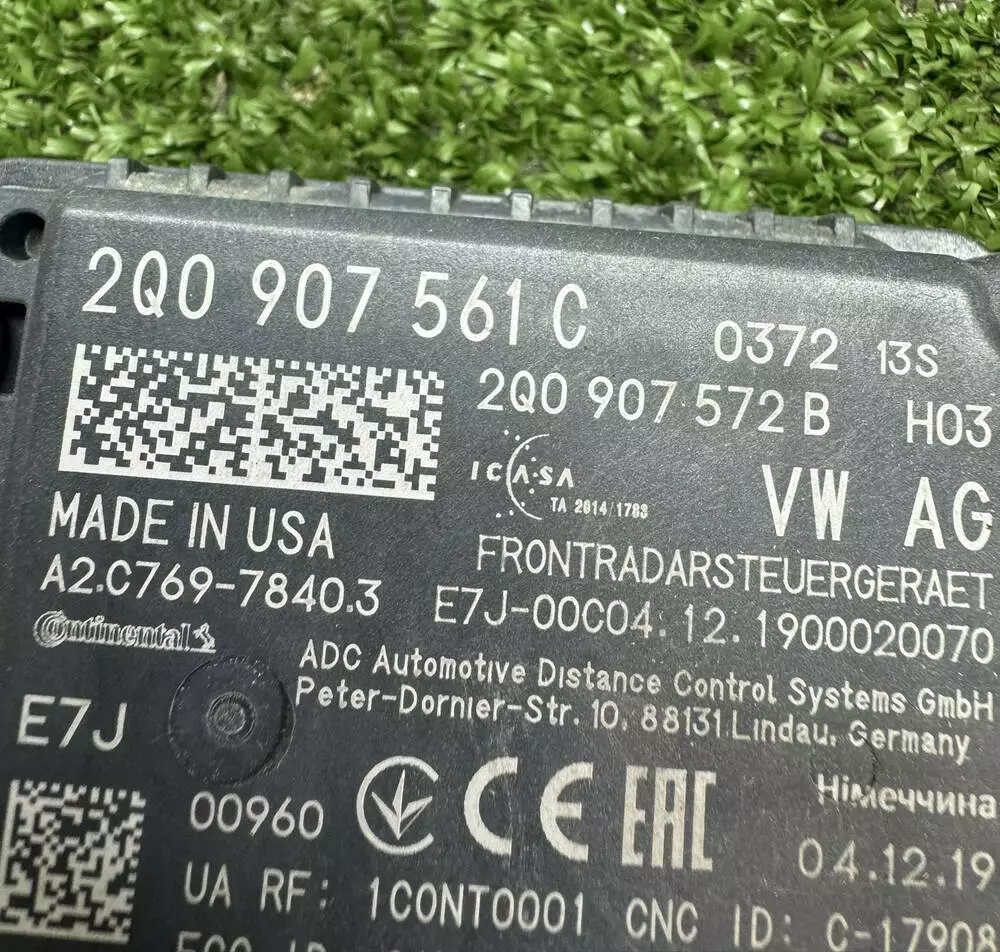 2Q0 907 561 C
0372 13S
2Q0 907 572 B H03
ICASA
TA 2014/1783
VW AG
MADE IN USA
FRONTRADARSTEUERGERAET
A2.C769-7840.3
E7J-00C04.12.1900020070
Continental
ADC Automotive Distance Control Systems GmbH
Peter-Dornier-Str. 10, 88131 Lindau, Germany
E7J
Німеччина
00960
CE EAC
04.12.19
UA RF: 1CONT0001 CNC ID: C-17908